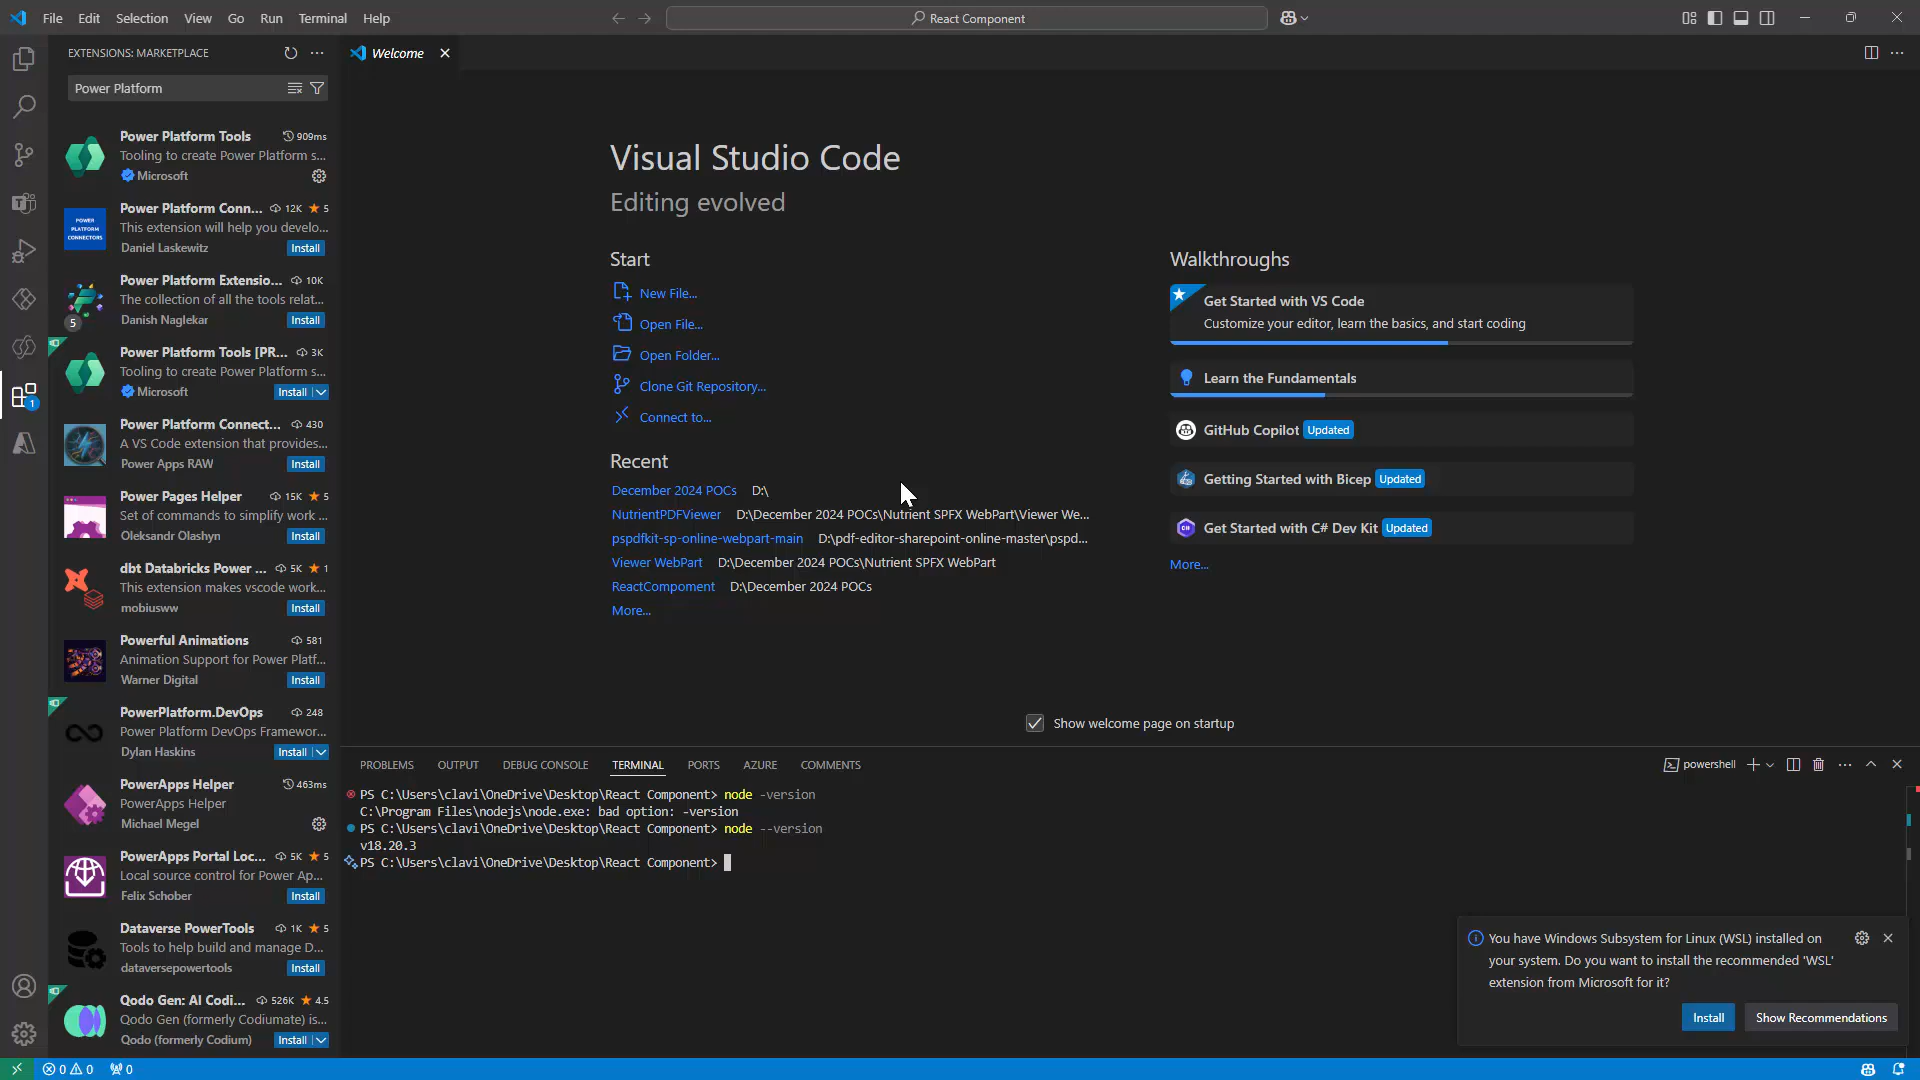 File Edit Selection View Go Run Terminal Help
React Component
EXTENSIONS: MARKETPLACE
Power Platform
Power Platform Tools 909ms
Tooling to create Power Platform s...
Microsoft
Power Platform Conn... 12K 5
POWER PLATFORM CONNECTORS
This extension will help you develo...
Daniel Laskewitz Install
Power Platform Extensio... 10K
The collection of all the tools relat...
5
Danish Naglekar Install
Power Platform Tools [PR... 3K
Tooling to create Power Platform s...
Microsoft Install
1
Power Platform Connect... 430
A VS Code extension that provides...
Power Apps RAW Install
Power Pages Helper 15K 5
Set of commands to simplify work ...
Oleksandr Olashyn Install
dbt Databricks Power ... 5K 1
This extension makes vscode work...
mobiusww Install
Powerful Animations 581
Animation Support for Power Platf...
Warner Digital Install
PowerPlatform.DevOps 248
Power Platform DevOps Framewor...
Dylan Haskins Install
PowerApps Helper 463ms
PowerApps Helper
Michael Megel
PowerApps Portal Loc... 5K 5
Local source control for Power Ap...
Felix Schober Install
Dataverse PowerTools 1K 5
Tools to help build and manage D...
dataversepowertools Install
Qodo Gen: AI Codi... 526K 4.5
Qodo Gen (formerly Codiumate) is...
Qodo (formerly Codium) Install
Welcome
Visual Studio Code
Editing evolved
Start
New File...
Open File...
Open Folder...
Clone Git Repository...
Connect to...
Recent
December 2024 POCs D:\
NutrientPDFViewer D:\December 2024 POCs\Nutrient SPFX WebPart\Viewer We...
pspdfkit-sp-online-webpart-main D:\pdf-editor-sharepoint-online-master\pspd...
Viewer WebPart D:\December 2024 POCs\Nutrient SPFX WebPart
ReactComponent D:\December 2024 POCs
More...
Walkthroughs
Get Started with VS Code
Customize your editor, learn the basics, and start coding
Learn the Fundamentals
GitHub Copilot Updated
Getting Started with Bicep Updated
Get Started with C# Dev Kit Updated
More...
Show welcome page on startup
PROBLEMS OUTPUT DEBUG CONSOLE TERMINAL PORTS AZURE COMMENTS
powershell
PS C:\Users\clavi\OneDrive\Desktop\React Component> node -version
C:\Program Files\nodejs\node.exe: bad option: -version
PS C:\Users\clavi\OneDrive\Desktop\React Component> node --version
v18.20.3
PS C:\Users\clavi\OneDrive\Desktop\React Component>
You have Windows Subsystem for Linux (WSL) installed on
your system. Do you want to install the recommended 'WSL'
extension from Microsoft for it?
Install Show Recommendations
0 0 0